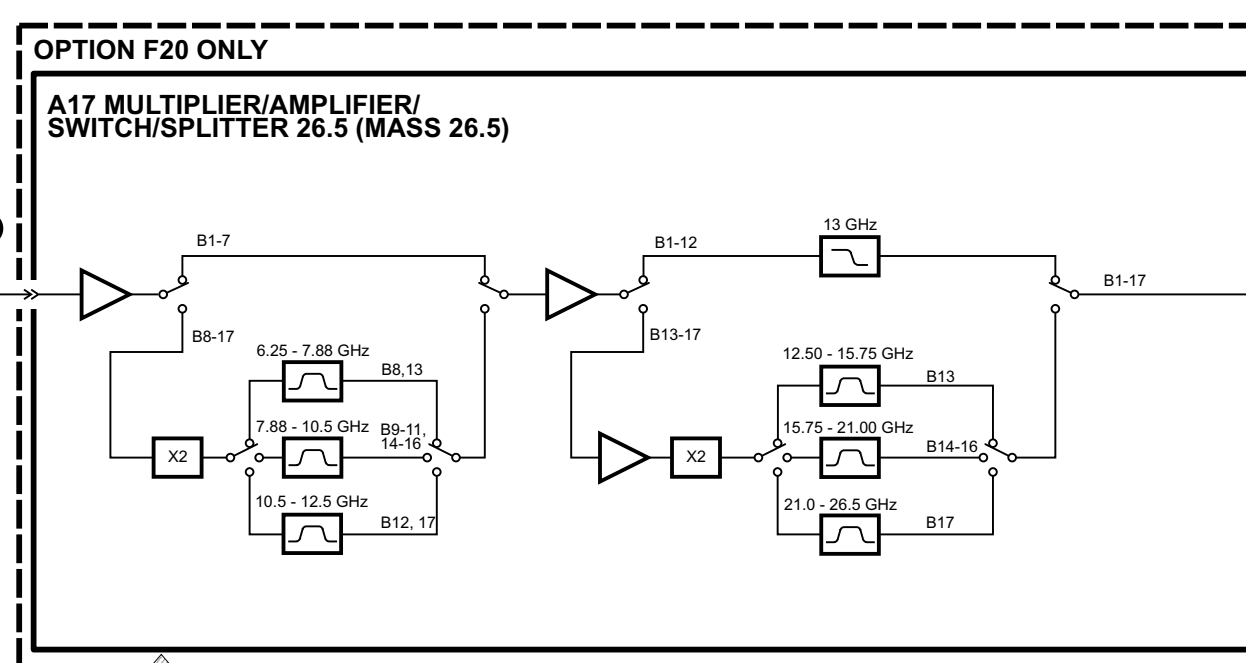 OPTION F20 ONLY
A17 MULTIPLIER/AMPLIFIER/
SWITCH/SPLITTER 26.5 (MASS 26.5)
B1-7
B8-17
6.25 - 7.88 GHz
B8,13
7.88 - 10.5 GHz
B9-11,
14-16
X2
10.5 - 12.5 GHz
B12, 17
B1-12
13 GHz
B1-17
B13-17
12.50 - 15.75 GHz
B13
15.75 - 21.00 GHz
B14-16
X2
21.0 - 26.5 GHz
B17